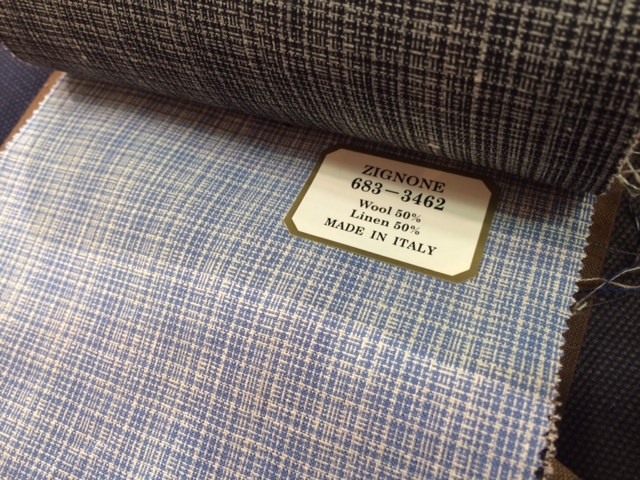 ZIGNONE
683-3462
Wool 50%
Linen 50%
MADE IN ITALY